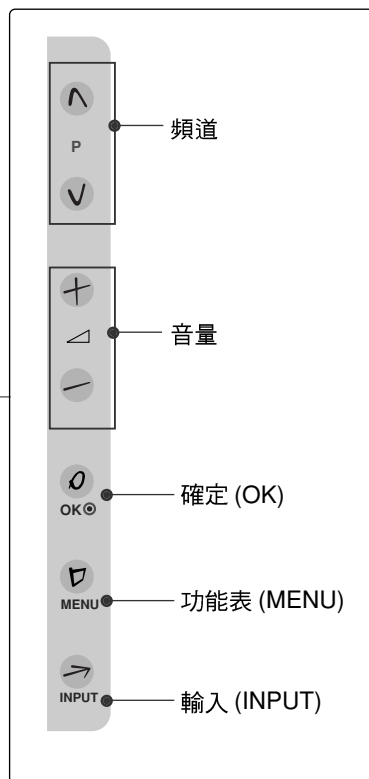 P
頻道
音量
OK
確定 (OK)
MENU
功能表 (MENU)
INPUT
輸入 (INPUT)